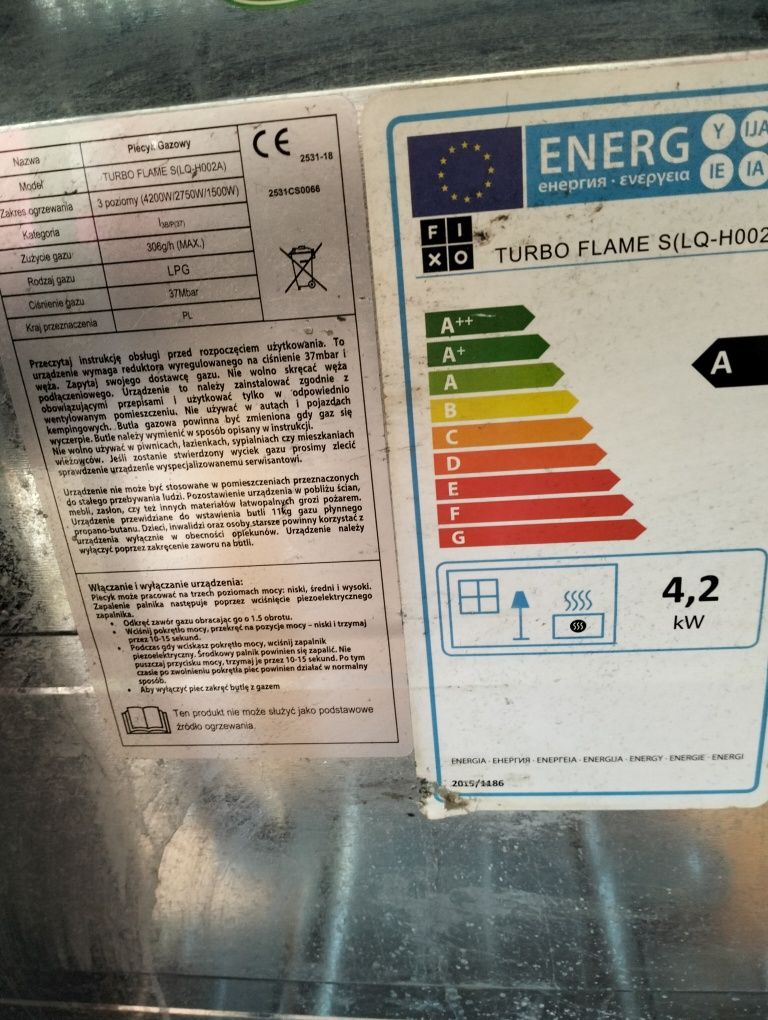 Nazwa Piecyk Gazowy
Model TURBO FLAME S(LQ-H002A)
Zakres ogrzewania 3 poziomy (4200W/2750W/1500W)
Kategoria I3B/P(37)
Zużycie gazu 306g/h (MAX.)
Rodzaj gazu LPG
Ciśnienie gazu 37Mbar
Kraj przeznaczenia PL
CE 2531-18
2531CS0066
Przeczytaj instrukcję obsługi przed rozpoczęciem użytkowania. To
urządzenie wymaga reduktora wyregulowanego na ciśnienie 37mbar i
węża. Zapytaj swojego dostawcę gazu. Nie wolno skręcać węża
podłączeniowego. Urządzenie to należy zainstalować zgodnie z
obowiązującymi przepisami i użytkować tylko w odpowiednio
wentylowanym pomieszczeniu. Nie używać w autach i pojazdach
kempingowych. Butla gazowa powinna być zmieniona gdy gaz się
wyczerpie. Butle należy wymienić w sposób opisany w instrukcji.
Nie wolno używać w piwnicach, łazienkach, sypialniach czy mieszkaniach
wieżowców. Jeśli zostanie stwierdzony wyciek gazu prosimy zlecić
sprawdzenie urządzenie wyspecjalizowanemu serwisantowi.
Urządzenie nie może być stosowane w pomieszczeniach przeznaczonych
do stałego przebywania ludzi. Pozostawienie urządzenia w pobliżu ścian,
mebli, zasłon, czy też innych materiałów łatwopalnych grozi pożarem.
Urządzenie przewidziane do wstawienia butli 11kg gazu płynnego
propano-butanu. Dzieci, inwalidzi oraz osoby starsze powinny korzystać z
urządzenia wyłącznie w obecności opiekunów. Urządzenie należy
wyłączyć poprzez zakręcenie zaworu na butli.
Włączanie i wyłączanie urządzenia:
Piecyk może pracować na trzech poziomach mocy: niski, średni i wysoki.
Zapalenie palnika następuje poprzez wciśnięcie piezoelektrycznego
zapalnika.
• Odkręć zawór gazu obracając go o 1.5 obrotu.
• Wciśnij pokrętło mocy, przekręć na pozycje mocy - niski i trzymaj
przez 10-15 sekund.
• Podczas gdy wciskasz pokrętło mocy, wciśnij zapalnik
piezoelektryczny. Środkowy palnik powinien się zapalić. Nie
puszczaj przycisku mocy, trzymaj je przez 10-15 sekund. Po tym
czasie po zwolnieniu pokrętła piec powinien działać w normalny
sposób.
• Aby wyłączyć piec zakręć butlę z gazem
Ten produkt nie może służyć jako podstawowe
źródło ogrzewania.
ENERG Y IJA
енергия · ενεργεια IE IA
FIXO TURBO FLAME S(LQ-H002
A++
A+
A
B
C
D
E
F
G
A
4,2
kW
ENERGIA · ЕНЕРГИЯ · ΕΝΕΡΓΕΙΑ · ENERGIJA · ENERGY · ENERGIE · ENERGI
2015/1186